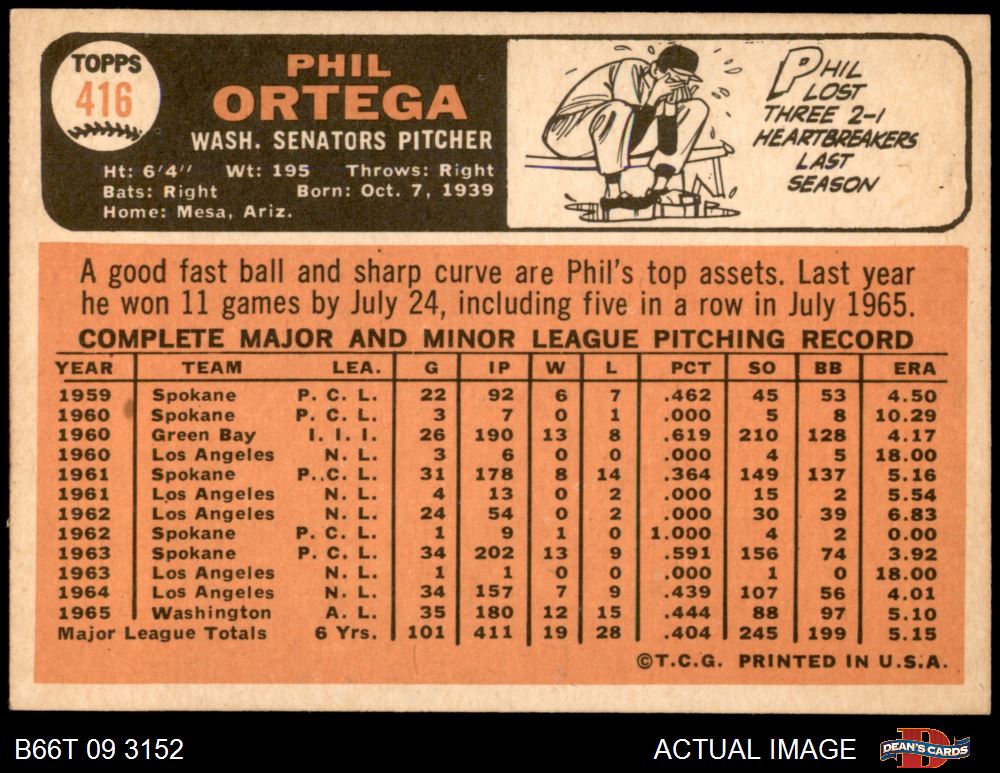 TOPPS
416
PHIL
ORTEGA
WASH. SENATORS PITCHER
Ht: 6'4" Wt: 195 Throws: Right
Bats: Right Born: Oct. 7, 1939
Home: Mesa, Ariz.
PHIL
LOST
THREE 2-1
HEARTBREAKERS
LAST
SEASON
A good fast ball and sharp curve are Phil's top assets. Last year
he won 11 games by July 24, including five in a row in July 1965.
COMPLETE MAJOR AND MINOR LEAGUE PITCHING RECORD
YEAR TEAM LEA. G IP W L PCT SO BB ERA
1959 Spokane P. C. L. 22 92 6 7 .462 45 53 4.50
1960 Spokane P. C. L. 3 7 0 1 .000 5 8 10.29
1960 Green Bay I. I. I. 26 190 13 8 .619 210 128 4.17
1960 Los Angeles N. L. 3 6 0 0 .000 4 5 18.00
1961 Spokane P. C. L. 31 178 8 14 .364 149 137 5.16
1961 Los Angeles N. L. 4 13 0 2 .000 15 2 5.54
1962 Los Angeles N. L. 24 54 0 2 .000 30 39 6.83
1962 Spokane P. C. L. 1 9 1 0 1.000 4 2 0.00
1963 Spokane P. C. L. 34 202 13 9 .591 156 74 3.92
1963 Los Angeles N. L. 1 1 0 0 .000 1 0 18.00
1964 Los Angeles N. L. 34 157 7 9 .439 107 56 4.01
1965 Washington A. L. 35 180 12 15 .444 88 97 5.10
Major League Totals 6 Yrs. 101 411 19 28 .404 245 199 5.15
©T.C.G. PRINTED IN U.S.A.
B66T 09 3152
ACTUAL IMAGE
DEAN'S CARDS